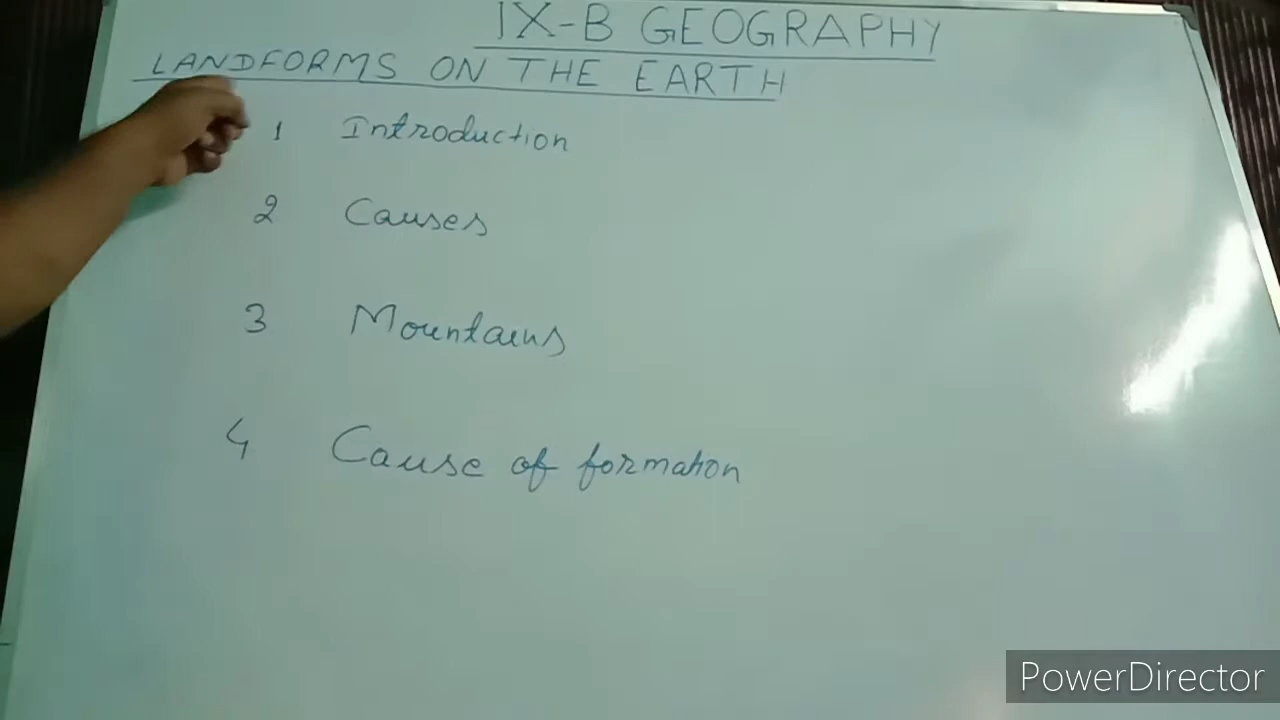 IX-B GEOGRAPHY
LANDFORMS ON THE EARTH
1 Introduction
2 Causes
3 Mountains
4 Cause of formation
PowerDirector